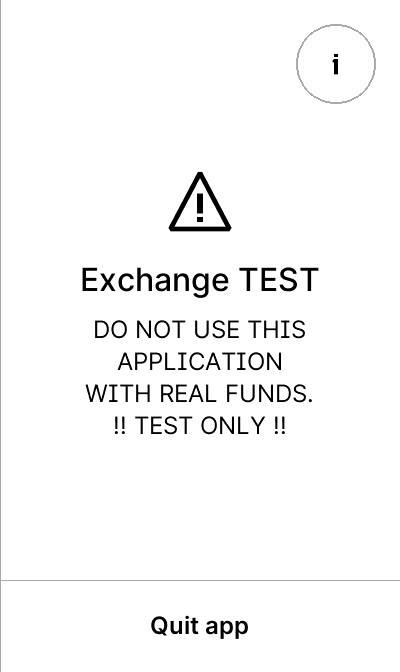 i
Exchange TEST
DO NOT USE THIS
APPLICATION
WITH REAL FUNDS.
!! TEST ONLY !!
Quit app